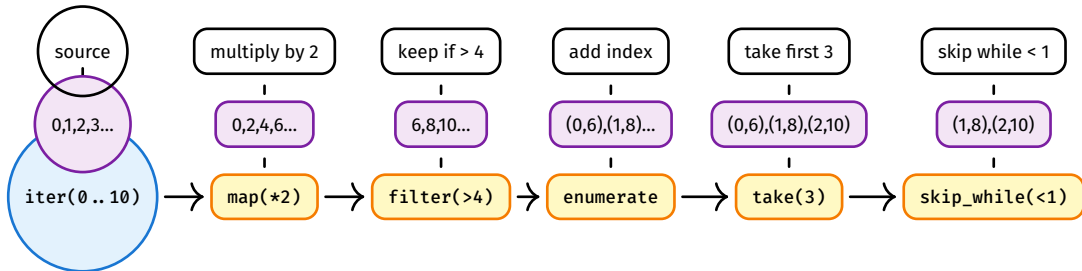 source
multiply by 2
keep if > 4
add index
take first 3
skip while < 1
0,1,2,3...
0,2,4,6...
6,8,10...
(0,6),(1,8)...
(0,6),(1,8),(2,10)
(1,8),(2,10)
iter(0..10)
map(*2)
filter(>4)
enumerate
take(3)
skip_while(<1)